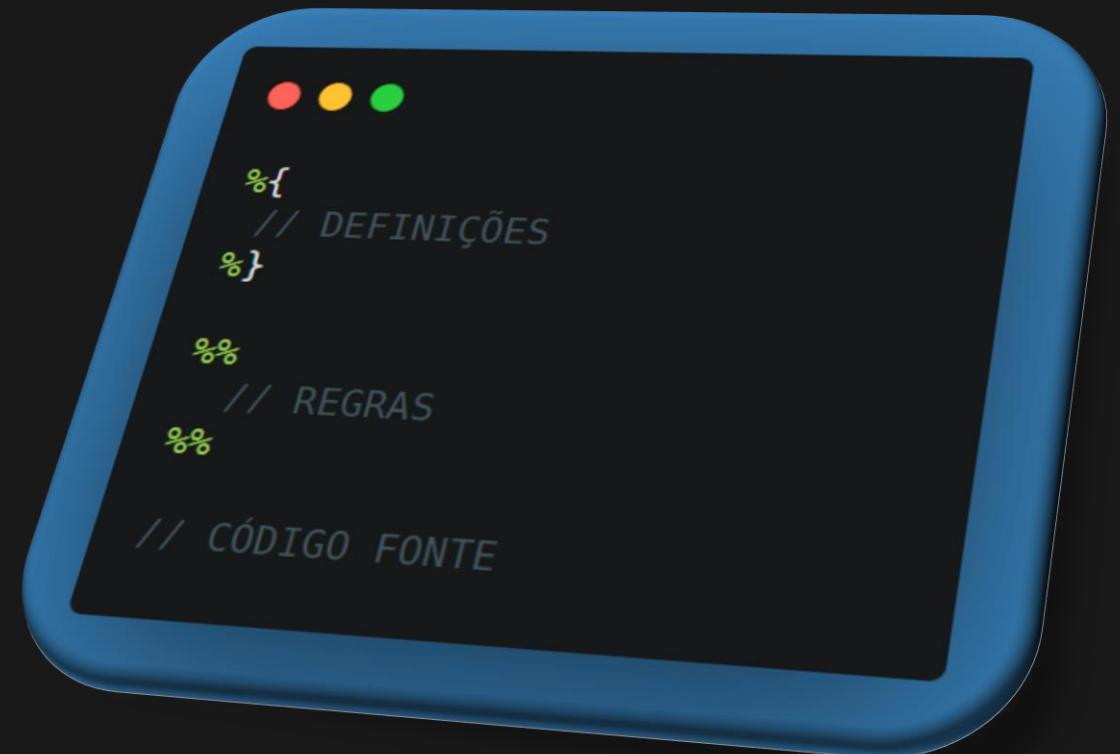 %{
// DEFINIÇÕES
%}
%%
// REGRAS
%%
// CÓDIGO FONTE